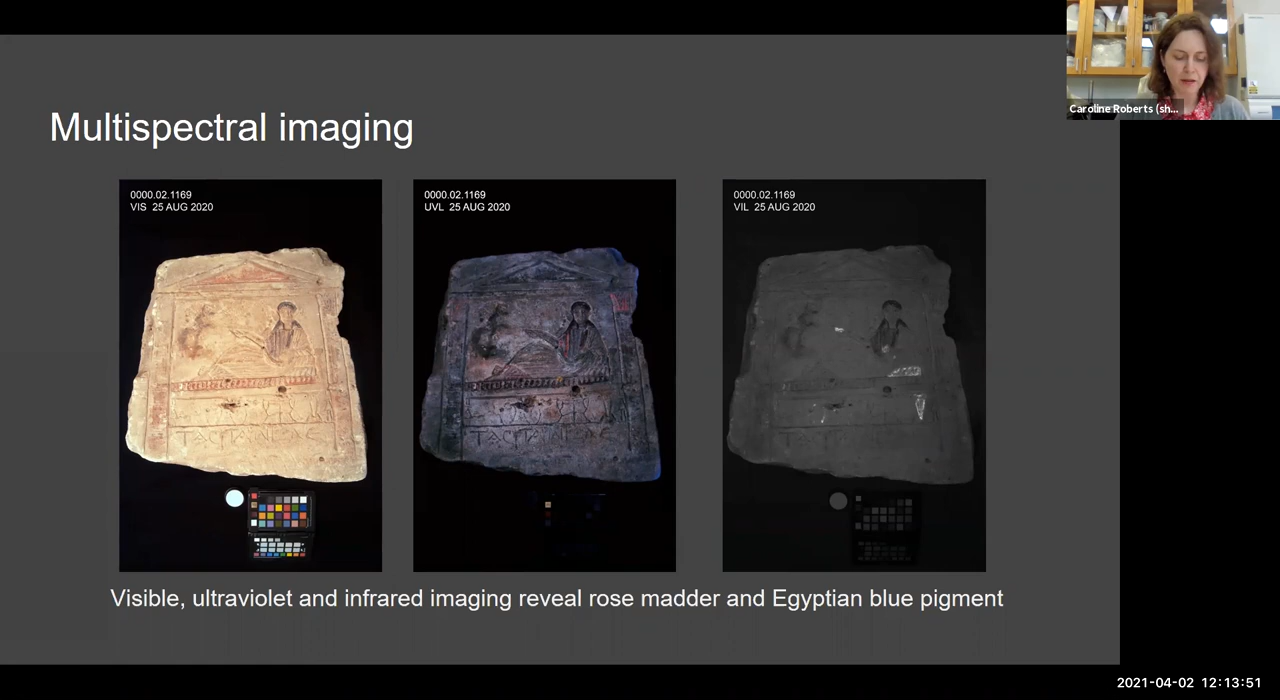 Caroline Roberts (sh...
Multispectral imaging
0000.02.1169
VIS 25 AUG 2020
0000.02.1169
UVL 25 AUG 2020
0000.02.1169
VIL 25 AUG 2020
Visible, ultraviolet and infrared imaging reveal rose madder and Egyptian blue pigment
2021-04-02 12:13:51